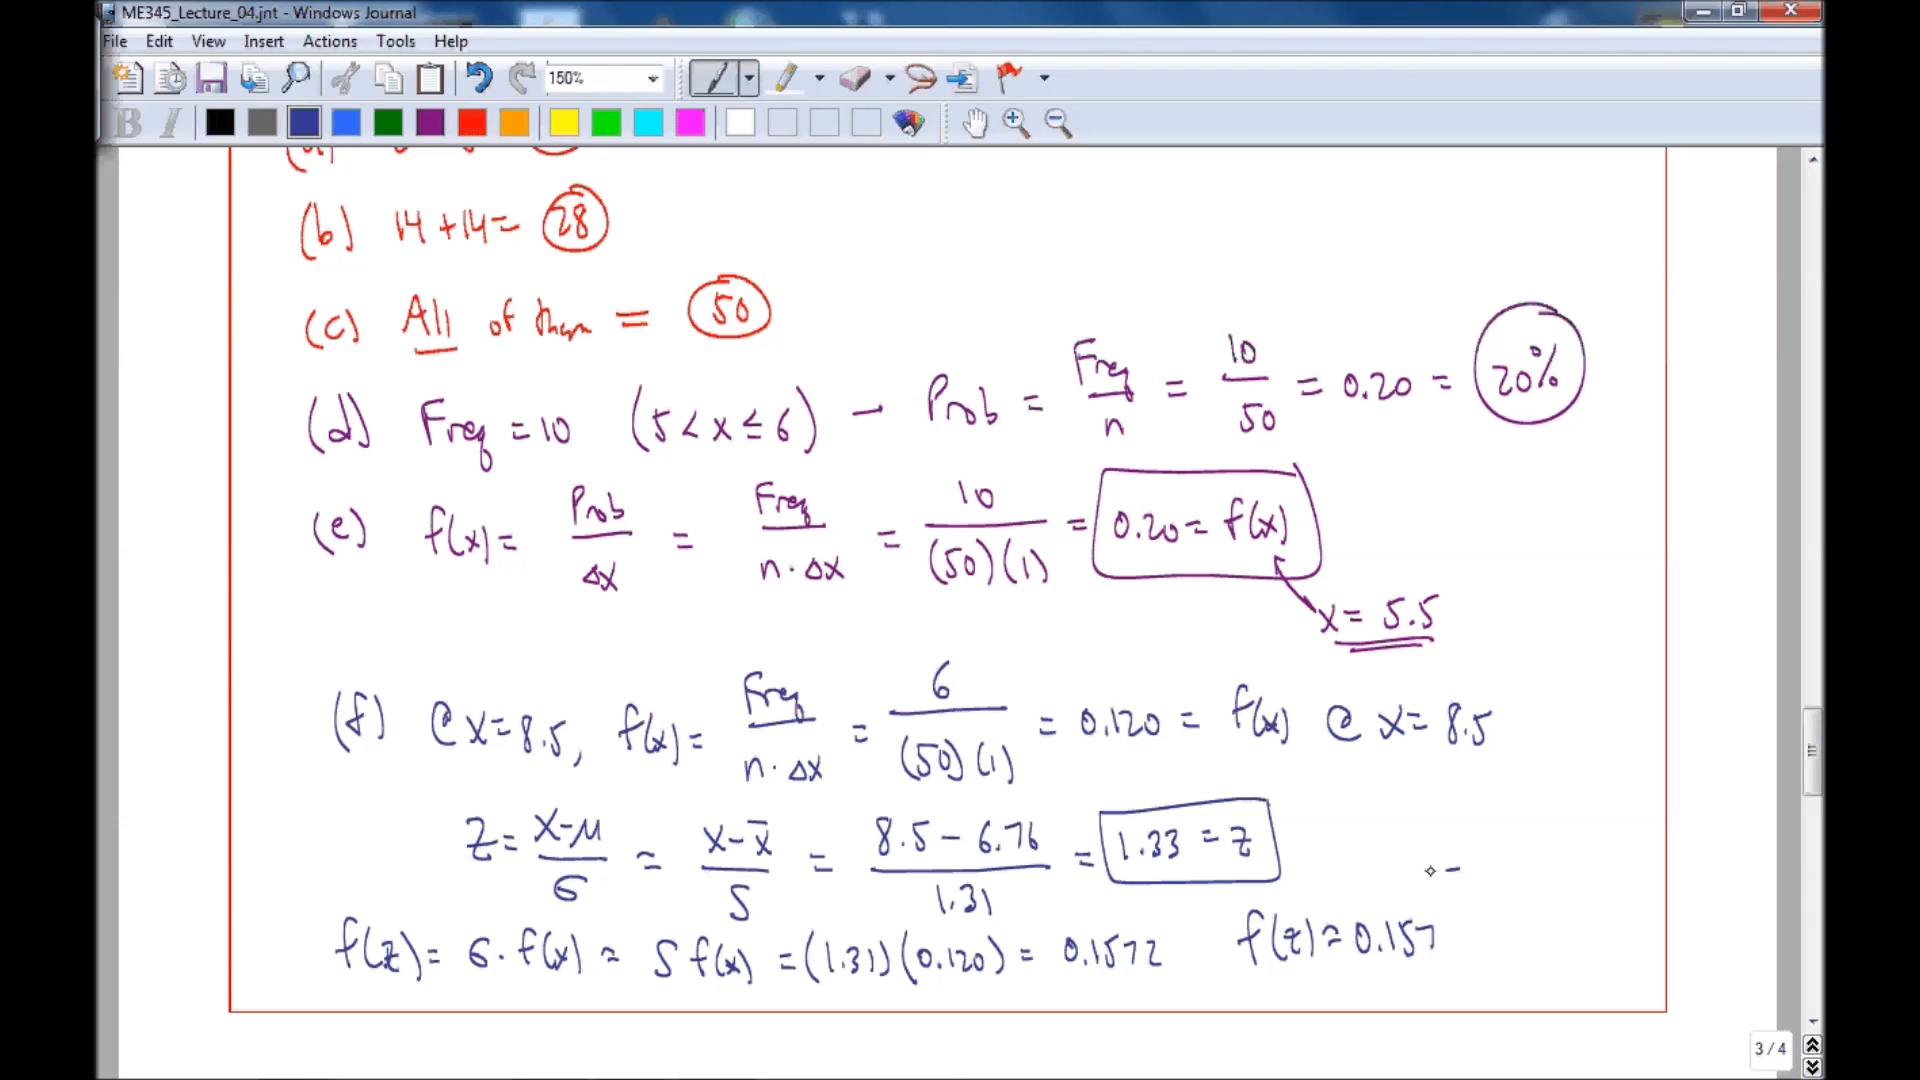 ME345_Lecture_04.jnt - Windows Journal
File Edit View Insert Actions Tools Help
150%
B I
(b) 14+14= 28
(c) All of them = 50
(d) Freq = 10 (5 < x ≤ 6) - Prob = Freq/n = 10/50 = 0.20 = 20%
(e) f(x) = Prob/Δx = Freq/(n·Δx) = 10/((50)(1)) = 0.20 = f(x)
x = 5.5
(f) @ x=8.5, f(x) = Freq/(n·Δx) = 6/((50)(1)) = 0.120 = f(x) @ x= 8.5
z = (x-μ)/σ ≈ (x-x̄)/S = (8.5 - 6.76)/1.31 = 1.33 = z
f(z) = σ·f(x) ≈ S f(x) = (1.31)(0.120) = 0.1572 f(z) ≈ 0.157
3 / 4